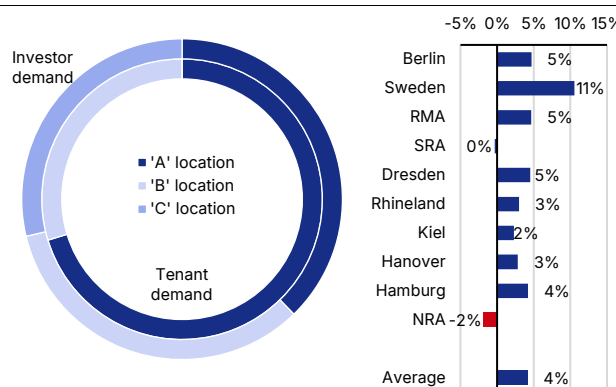 Investor
demand
'A' location
'B' location
'C' location
Tenant
demand
-5% 0% 5% 10% 15%
Berlin 5%
Sweden 11%
RMA 5%
SRA 0%
Dresden 5%
Rhineland 3%
Kiel 2%
Hanover 3%
Hamburg 4%
NRA -2%
Average 4%